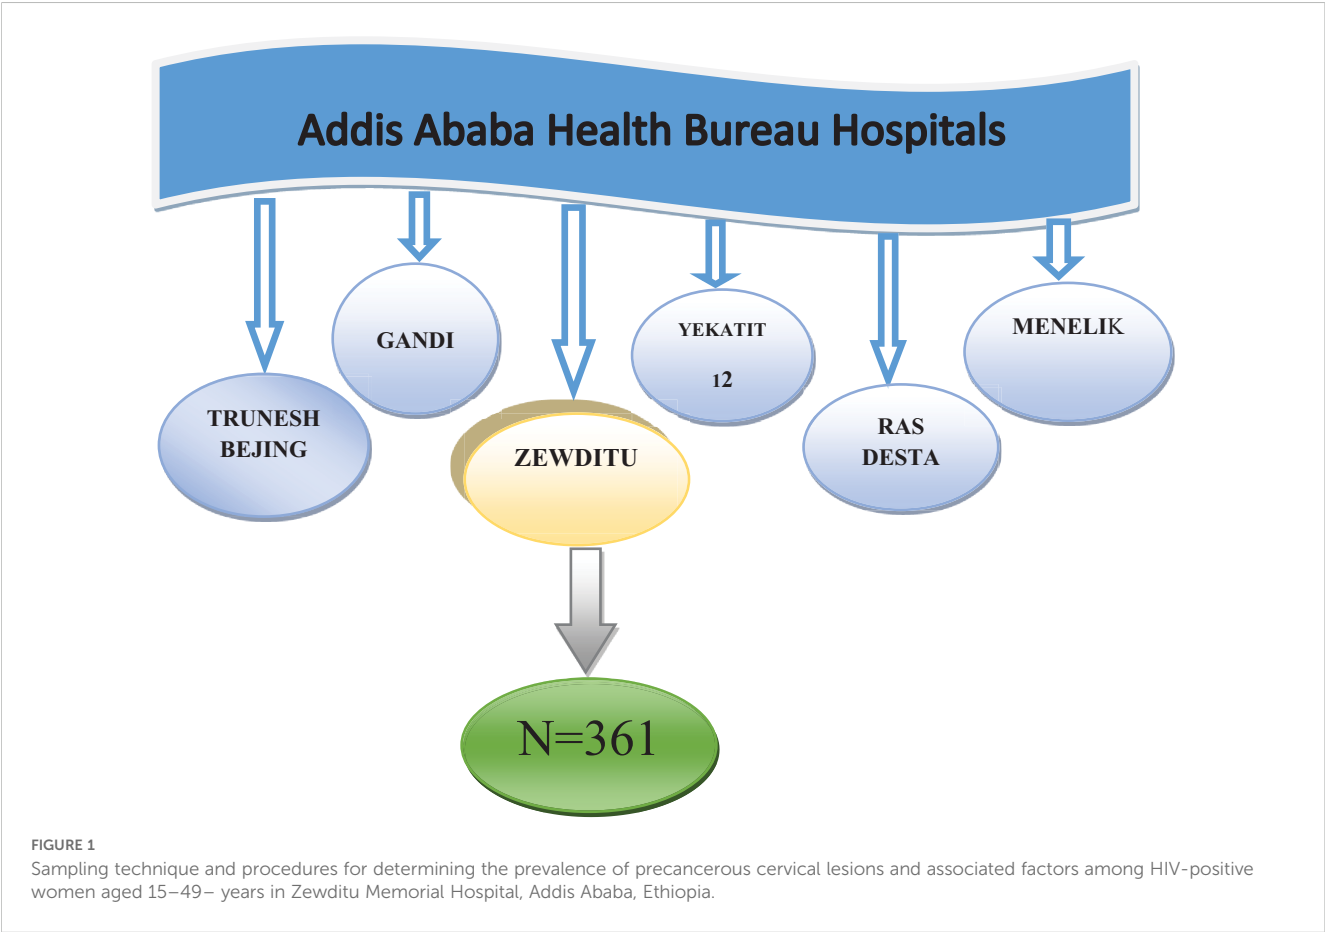 Addis Ababa Health Bureau Hospitals
TRUNESH
BEJING
GANDI
ZEWDITU
YEKATIT
12
RAS
DESTA
MENELIK
N=361
FIGURE 1
Sampling technique and procedures for determining the prevalence of precancerous cervical lesions and associated factors among HIV-positive
women aged 15–49– years in Zewditu Memorial Hospital, Addis Ababa, Ethiopia.